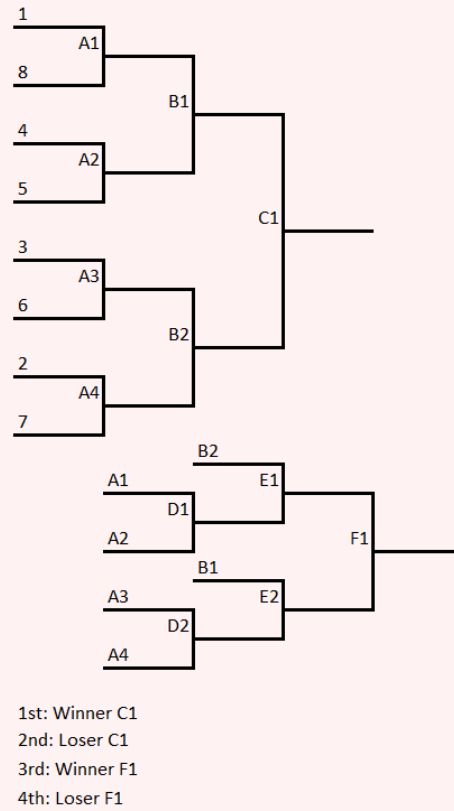 1
A1
8
B1
4
A2
5
C1
3
A3
6
B2
2
A4
7
B2
A1
E1
D1
A2
F1
B1
A3
E2
D2
A4
1st: Winner C1
2nd: Loser C1
3rd: Winner F1
4th: Loser F1